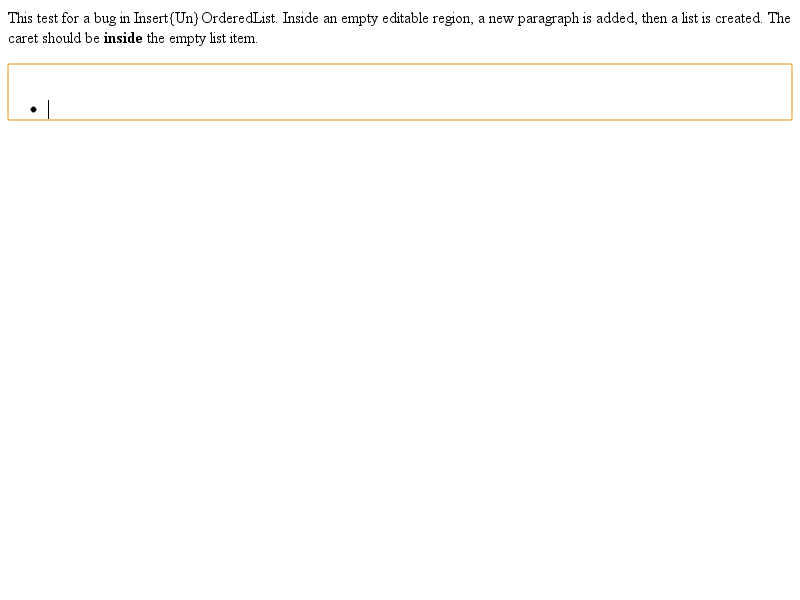 This test for a bug in Insert{Un}OrderedList. Inside an empty editable region, a new paragraph is added, then a list is created. The
caret should be inside the empty list item.